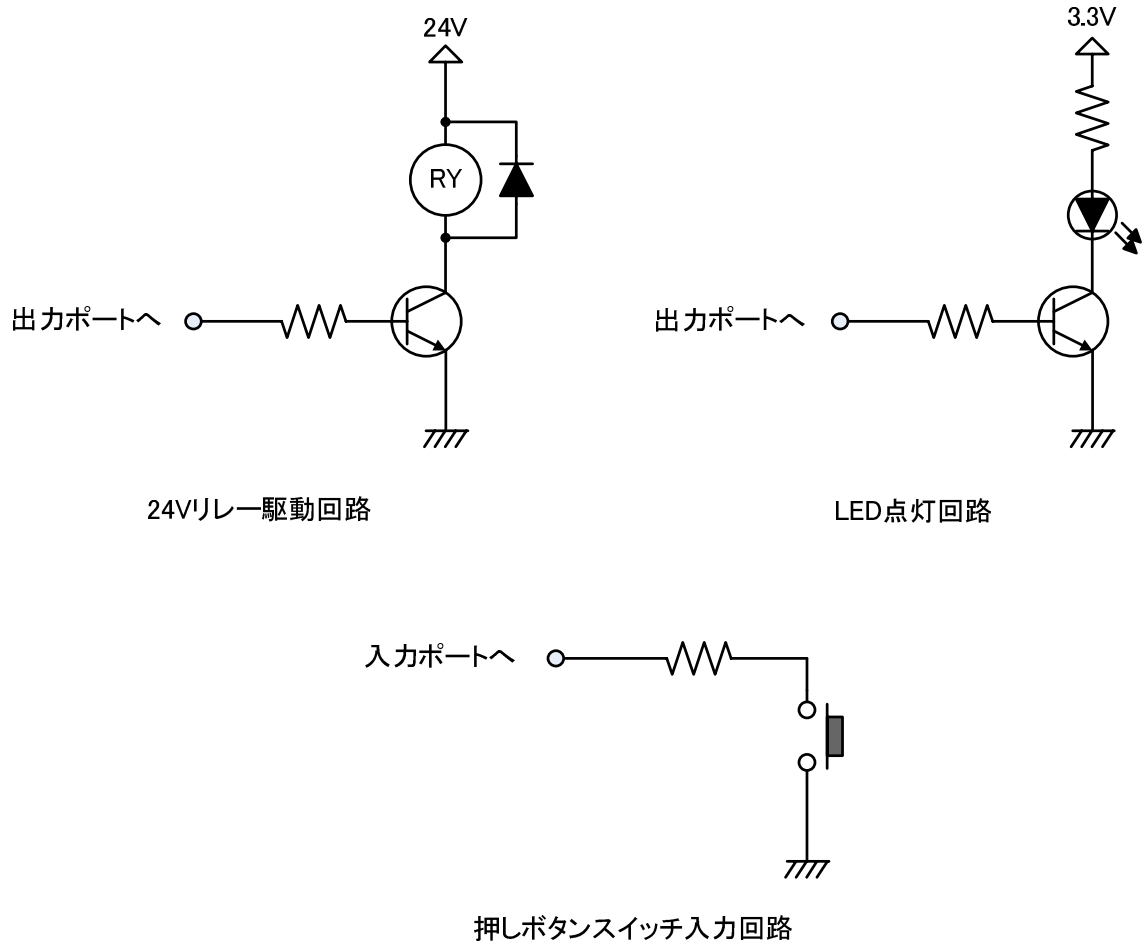 24V
3.3V
RY
出力ポートへ
出力ポートへ
24Vリレー駆動回路
LED点灯回路
入力ポートへ
押しボタンスイッチ入力回路